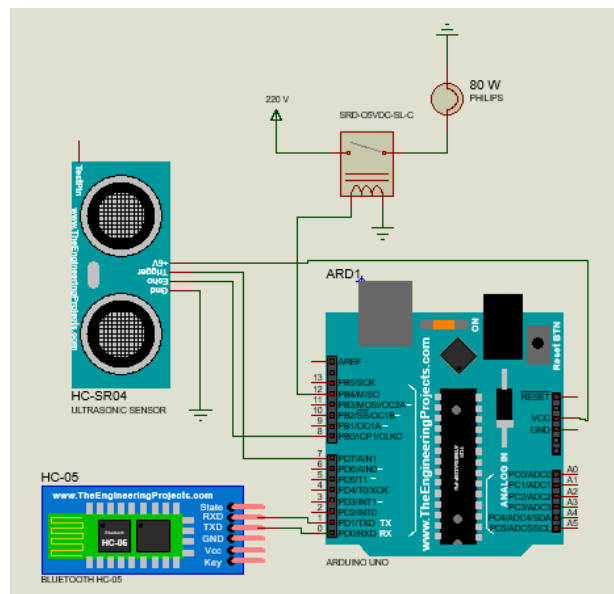 80 W
PHILIPS
220 V
SRD-05VDC-SL-C
TestPin
www.TheEngineeringProjects.com
+5V
Trigger
Echo
Gnd
HC-SR04
ULTRASONIC SENSOR
ARD1
ON
Reset BTN
www.TheEngineeringProjects.com
ANALOG IN
AREF
13 PB5/SCK
12 PB4/MISO
11 PB3/MOSI/OC2A~
10 PB2/SS/OC1B~
9 PB1/OC1A~
8 PB0/ICP1/CLKO
7 PD7/AIN1
6 PD6/AIN0~
5 PD5/T1~
4 PD4/T0/XCK
3 PD3/INT1~
2 PD2/INT0
1 PD1/TXD TX
0 PD0/RXD RX
RESET
VCC
GND
PC0/ADC0 A0
PC1/ADC1 A1
PC2/ADC2 A2
PC3/ADC3 A3
PC4/ADC4/SDA A4
PC5/ADC5/SCL A5
ARDUINO UNO
HC-05
www.TheEngineeringProjects.com
State
RXD
TXD
GND
Vcc
Key
Bluetooth
HC-05
BLUETOOTH HC-05